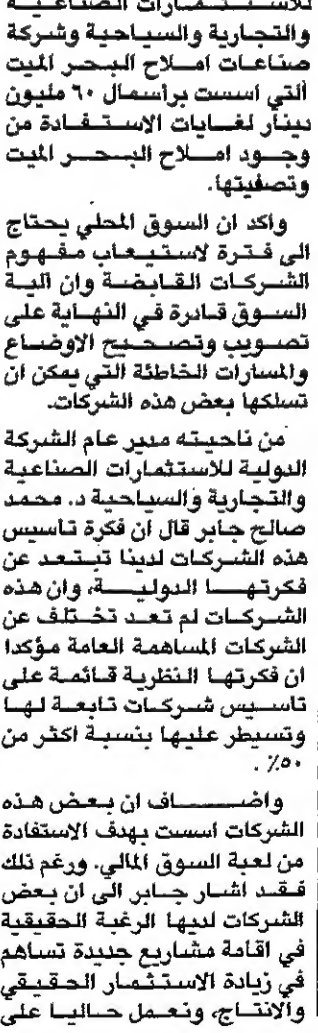 للاستثمارات الصناعية
والتجارية والسياحية وشركة
صناعات املاح البحر الميت
التي اسست براسمال ٦٠ مليون
دينار لغايات الاستفادة من
وجود املاح البحر الميت
وتصفيتها.
واكد ان السوق المحلي يحتاج
الى فترة لاستيعاب مفهوم
الشركات القابضة وان الية
السوق قادرة في النهاية على
تصويب وتصحيح الاوضاع
والمسارات الخاطئة التي يمكن ان
تسلكها بعض هذه الشركات.
من ناحيته مدير عام الشركة
الدولية للاستثمارات الصناعية
والتجارية والسياحية د. محمد
صالح جابر قال ان فكرة تاسيس
هذه الشركات لدينا تبتعد عن
فكرتها الدولية، وان هذه
الشركات لم تعد تختلف عن
الشركات المساهمة العامة مؤكدا
ان فكرتها النظرية قائمة على
تاسيس شركات تابعة لها
وتسيطر عليها بنسبة اكثر من
٥٠٪ .
واضاف ان بعض هذه
الشركات اسست بهدف الاستفادة
من لعبة السوق المالي. ورغم ذلك
فقد اشار جابر الى ان بعض
الشركات لديها الرغبة الحقيقية
في اقامة مشاريع جديدة تساهم
في زيادة الاستثمار الحقيقي
والانتاج، ونعمل حاليا على